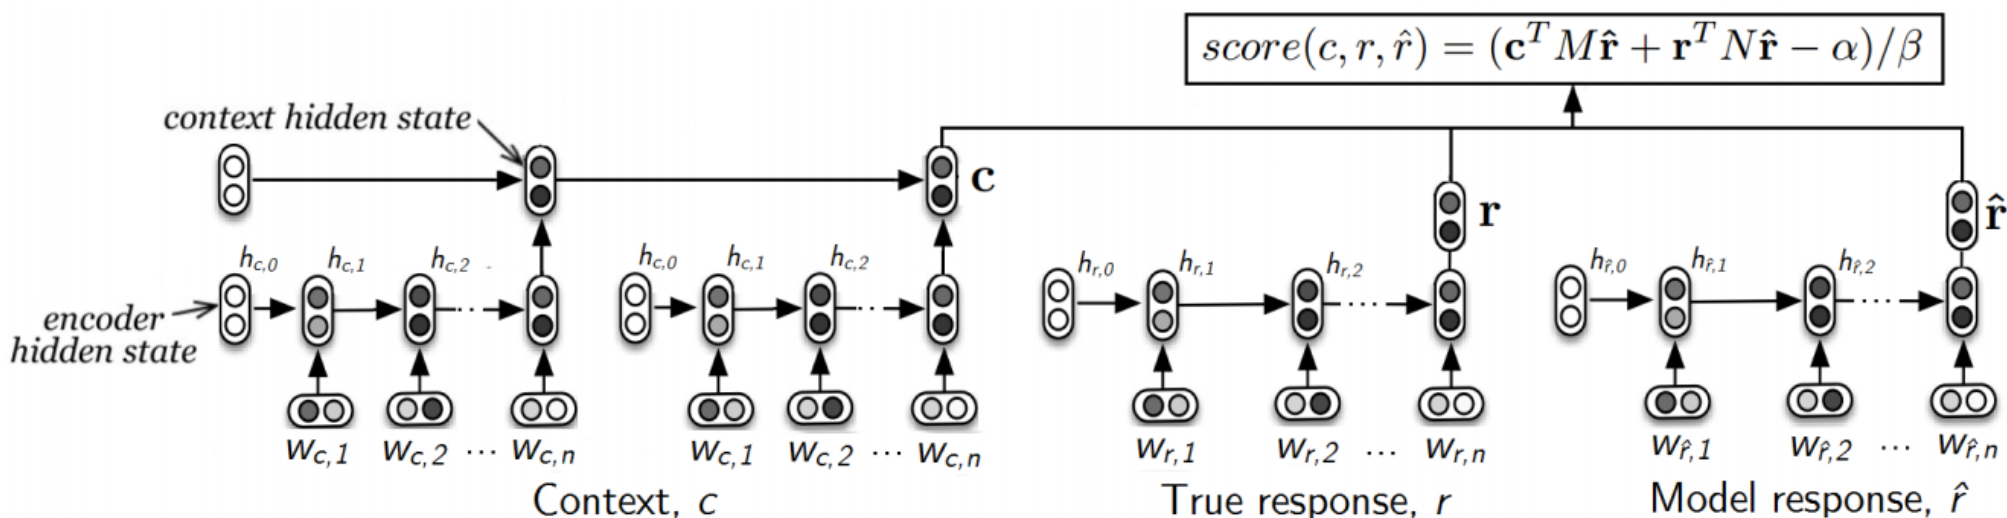 score(c, r, r̂) = (c^T M r̂ + r^T N r̂ − α)/β
context hidden state
c
r
r̂
h_{c,0} h_{c,1} h_{c,2} h_{c,0} h_{c,1} h_{c,2} h_{r,0} h_{r,1} h_{r,2} h_{r̂,0} h_{r̂,1} h_{r̂,2}
encoder
hidden state
w_{c,1} w_{c,2} ... w_{c,n} w_{c,1} w_{c,2} ... w_{c,n} w_{r,1} w_{r,2} ... w_{r,n} w_{r̂,1} w_{r̂,2} ... w_{r̂,n}
Context, c
True response, r
Model response, r̂